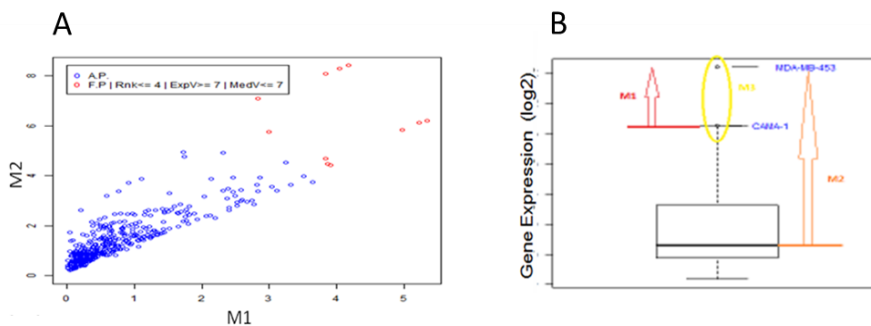 A
B
A.P.
F.P | Rnk<= 4 | ExpV>= 7 | MedV<= 7
M2
8
6
4
2
0
0
1
2
3
4
5
M1
Gene Expression (log2)
MDA-MB-453
M1
M3
CAMA-1
M2